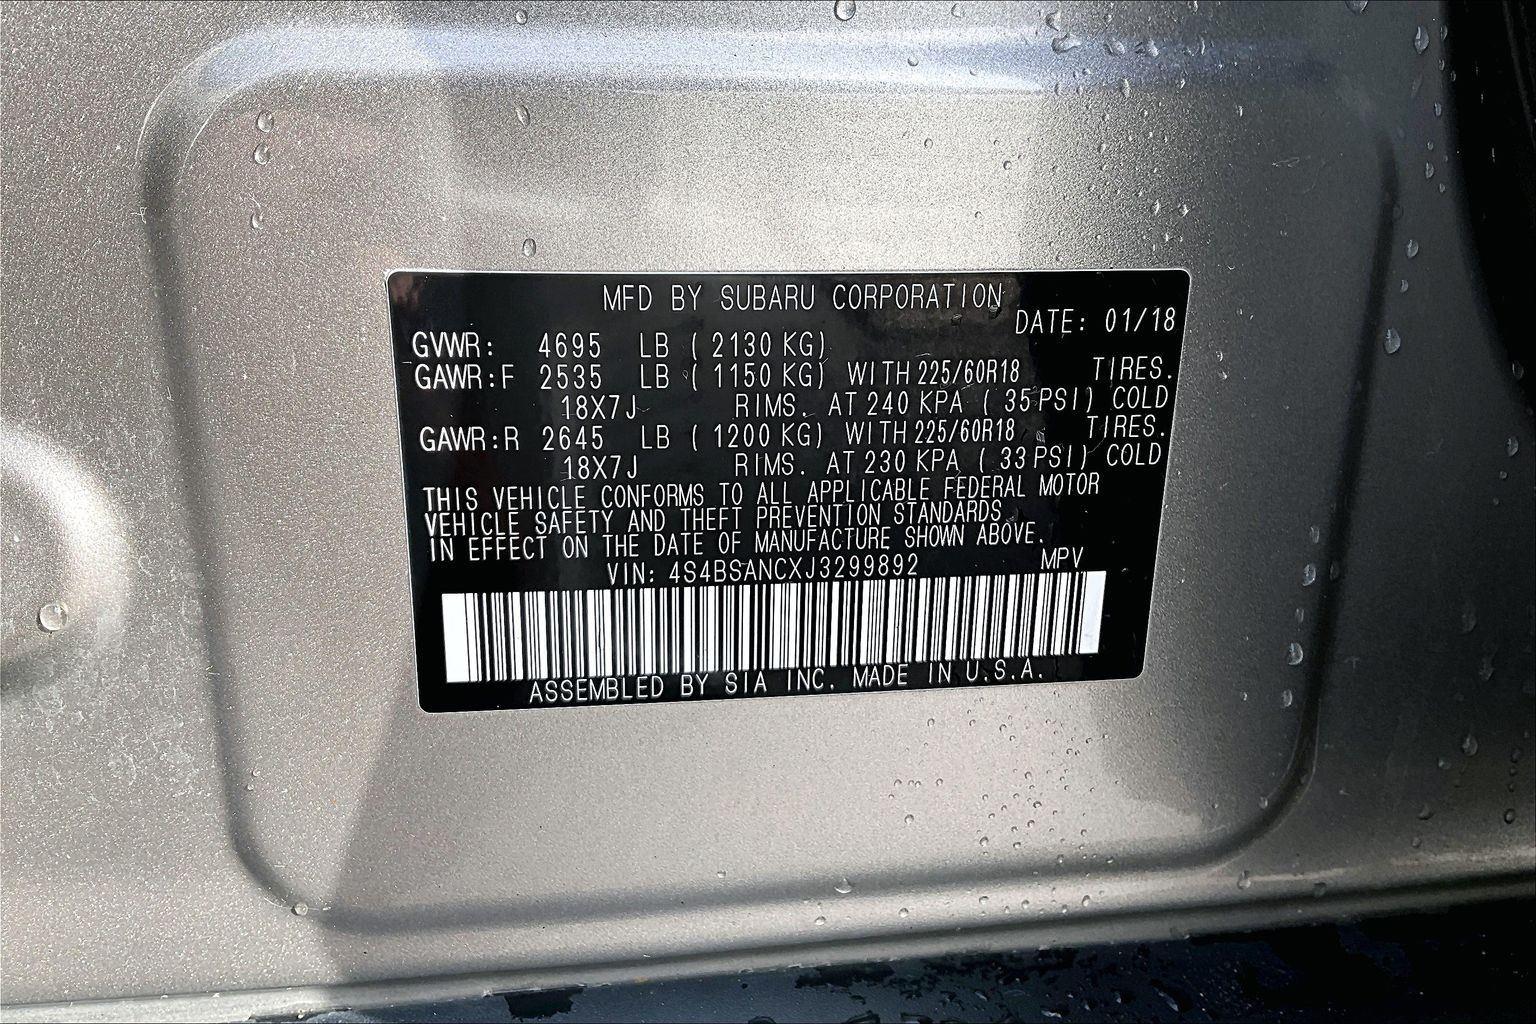 MFD BY SUBARU CORPORATION
DATE: 01/18
GVWR: 4695 LB ( 2130 KG)
GAWR:F 2535 LB ( 1150 KG) WITH 225/60R18 TIRES.
18X7J RIMS. AT 240 KPA ( 35 PSI) COLD
GAWR:R 2645 LB ( 1200 KG) WITH 225/60R18 TIRES.
18X7J RIMS. AT 230 KPA ( 33 PSI) COLD
THIS VEHICLE CONFORMS TO ALL APPLICABLE FEDERAL MOTOR
VEHICLE SAFETY AND THEFT PREVENTION STANDARDS
IN EFFECT ON THE DATE OF MANUFACTURE SHOWN ABOVE.
VIN: 4S4BSANCXJ3299892 MPV
ASSEMBLED BY SIA INC. MADE IN U.S.A.